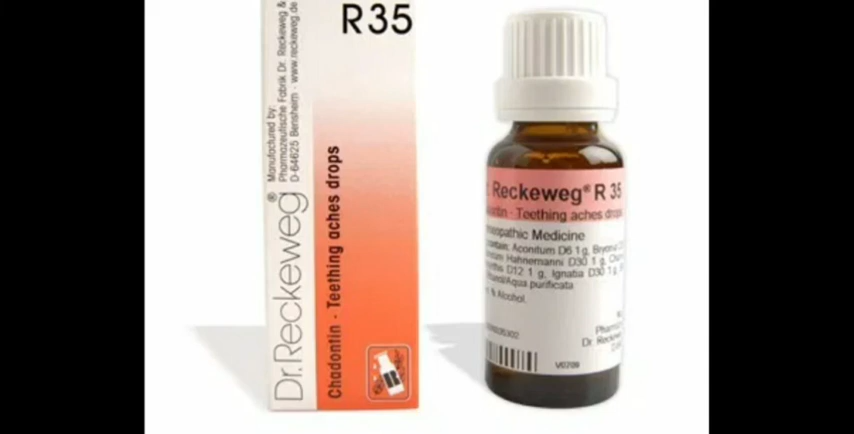 R35
Manufactured by:
Pharmazeutische Fabrik Dr. Reckeweg &
D-64625 Bensheim - www.reckeweg.de
Dr.Reckeweg®
Chadontin - Teething aches drops
Reckeweg® R 35
Teething aches drops
Medicine
Aconitum D6 1 g,
Hahnemanni D30 1 g,
D12 1 g, Ignatia D30 1 g,
/Aqua purificata
Alcohol.
Dr. Reckeweg
V0709